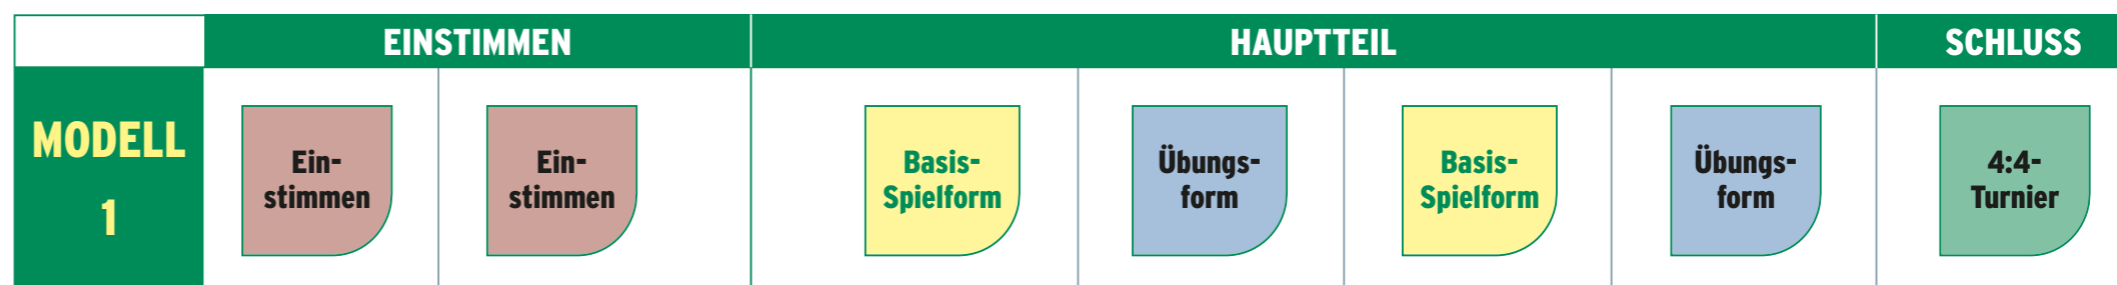 EINSTIMMEN HAUPTTEIL SCHLUSS
MODELL
1
Ein-
stimmen
Ein-
stimmen
Basis-
Spielform
Übungs-
form
Basis-
Spielform
Übungs-
form
4:4-
Turnier